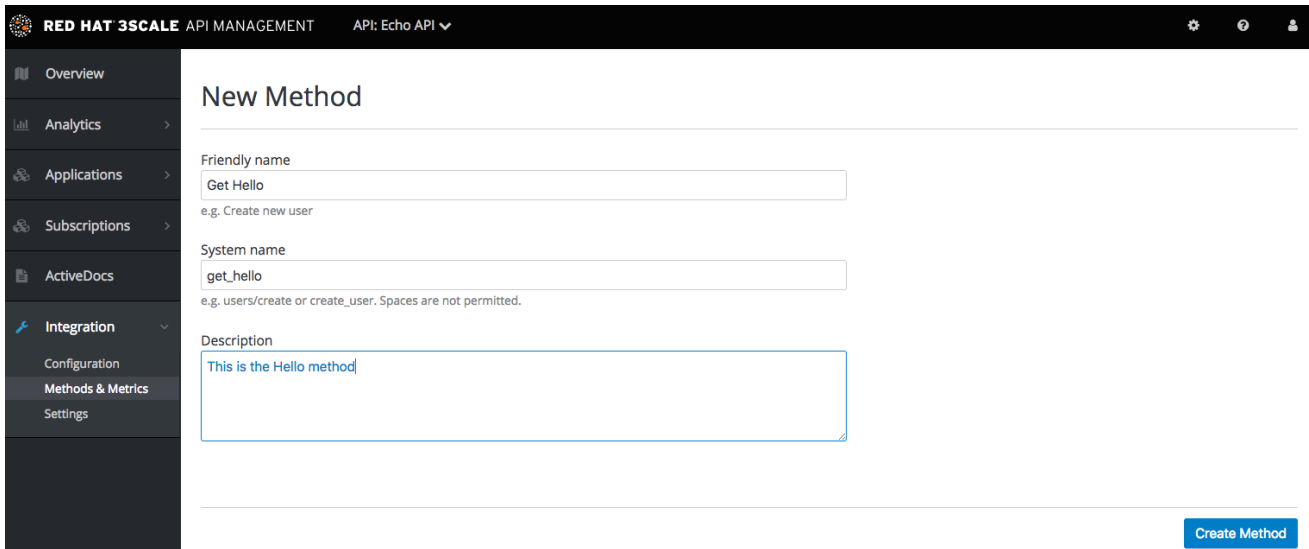 RED HAT 3SCALE API MANAGEMENT API: Echo API
Overview
Analytics
Applications
Subscriptions
ActiveDocs
Integration
Configuration
Methods & Metrics
Settings
New Method
Friendly name
Get Hello
e.g. Create new user
System name
get_hello
e.g. users/create or create_user. Spaces are not permitted.
Description
This is the Hello method
Create Method